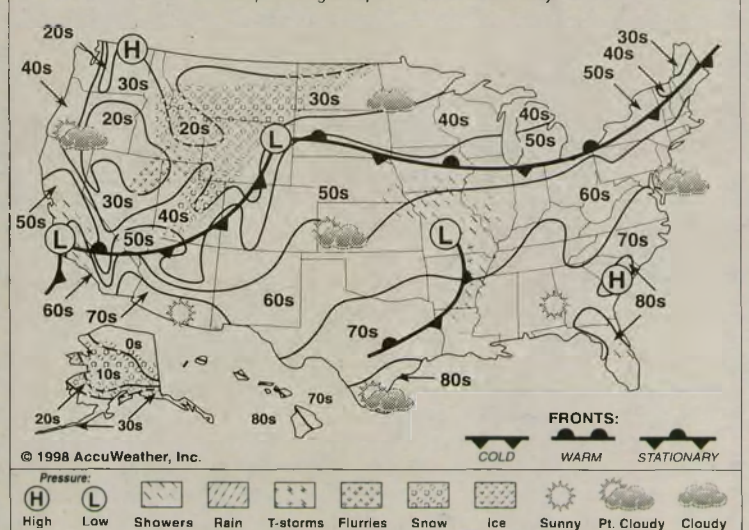 20s
H
30s
40s
30s
40s
50s
20s
30s
20s
L
40s
40s
50s
30s
40s
50s
60s
50s
50s
L
L
70s
H
60s
70s
60s
80s
70s
0s
10s
20s
30s
80s
70s
80s
FRONTS:
COLD WARM STATIONARY
© 1998 AccuWeather, Inc.
Pressure:
H L
High Low Showers Rain T-storms Flurries Snow Ice Sunny Pt. Cloudy Cloudy